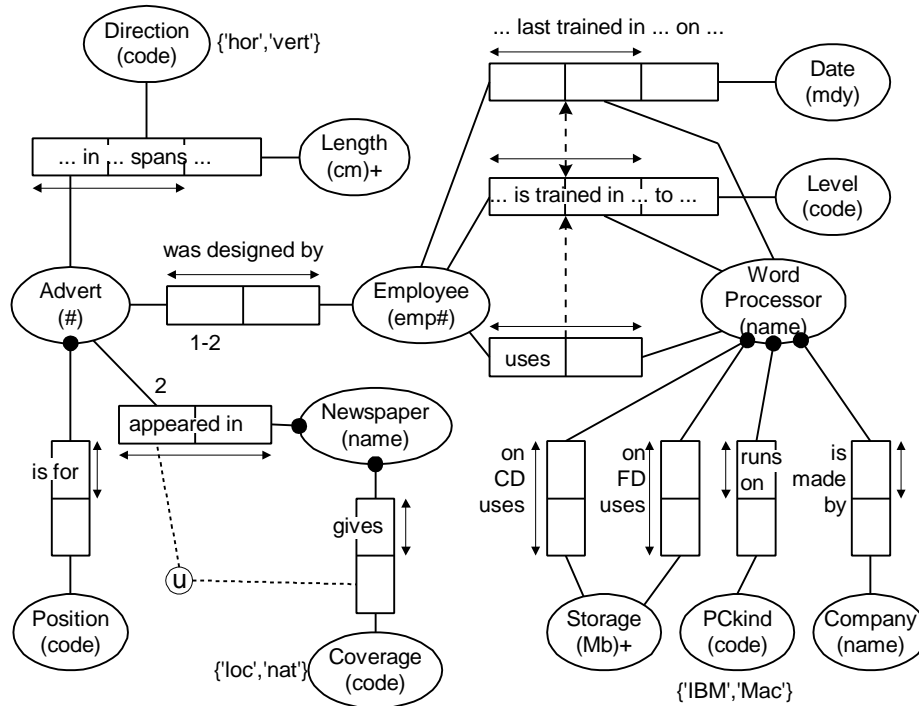 Direction
(code)
{'hor','vert'}
... last trained in ... on ...
Date
(mdy)
... in ... spans ...
Length
(cm)+
... is trained in ... to ...
Level
(code)
was designed by
Advert
(#)
1-2
Employee
(emp#)
Word
Processor
(name)
uses
2
appeared in
Newspaper
(name)
is for
gives
on
CD
uses
on
FD
uses
runs
on
is
made
by
u
Position
(code)
{'loc','nat'}
Coverage
(code)
Storage
(Mb)+
PCkind
(code)
{'IBM','Mac'}
Company
(name)